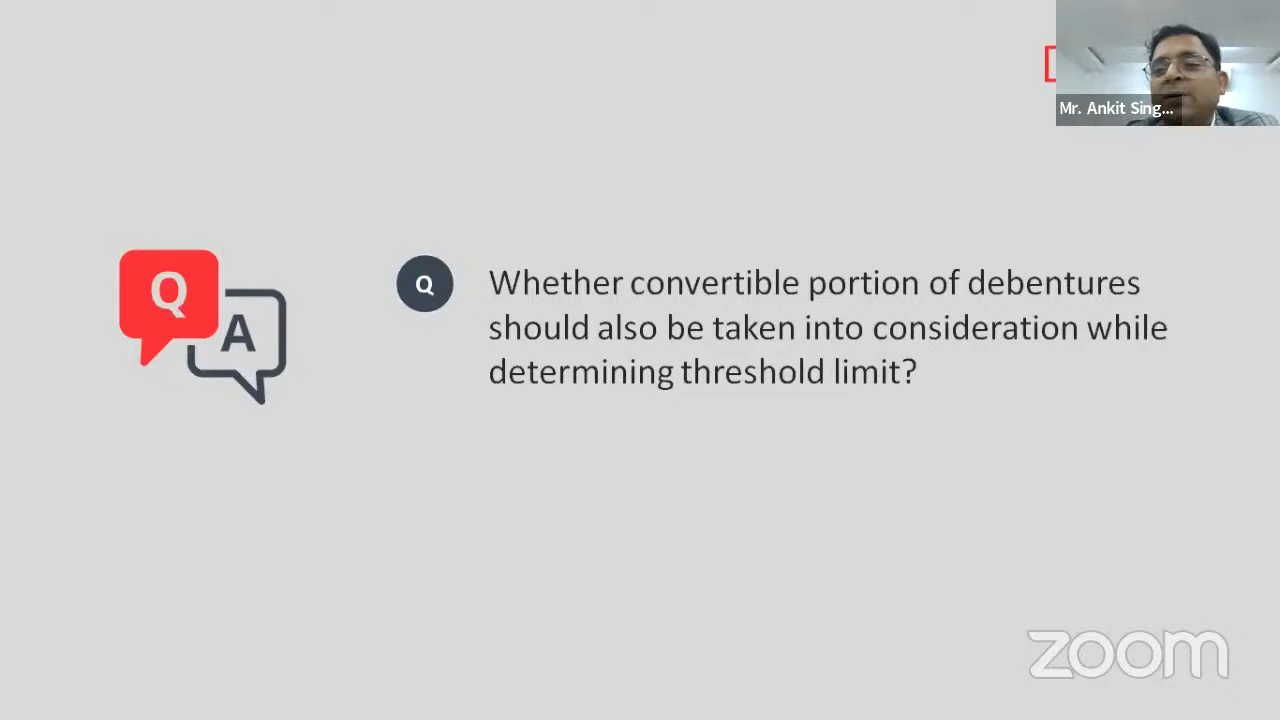 Mr. Ankit Sing...
Q
A
Q
Whether convertible portion of debentures
should also be taken into consideration while
determining threshold limit?
zoom